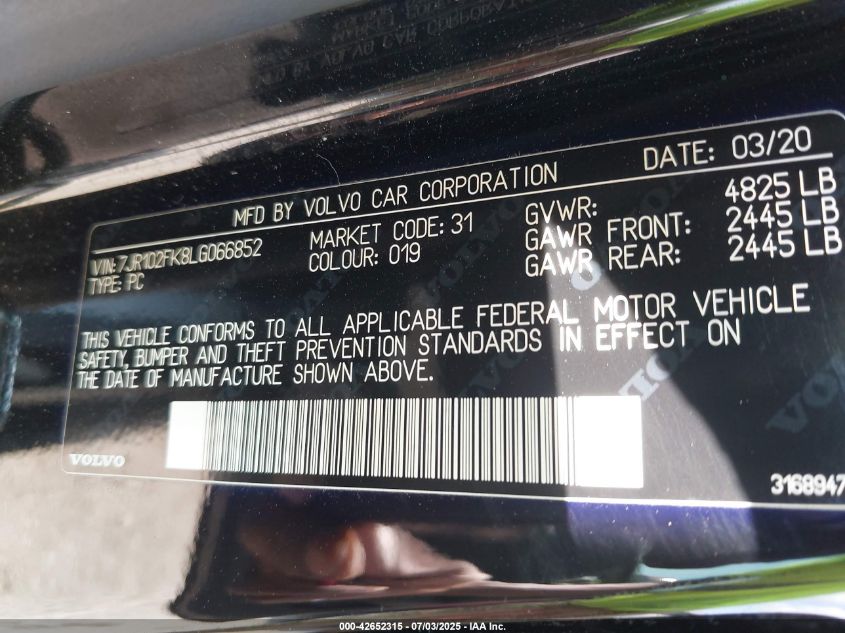 MFD BY VOLVO CAR CORPORATION
DATE: 03/20
VIN: 7JR102FK8LG066852
TYPE: PC
MARKET CODE: 31
COLOUR: 019
GVWR: 4825 LB
GAWR FRONT: 2445 LB
GAWR REAR: 2445 LB
THIS VEHICLE CONFORMS TO ALL APPLICABLE FEDERAL MOTOR VEHICLE
SAFETY, BUMPER AND THEFT PREVENTION STANDARDS IN EFFECT ON
THE DATE OF MANUFACTURE SHOWN ABOVE.
VOLVO
3168947
000-42652315 - 07/03/2025 - IAA Inc.